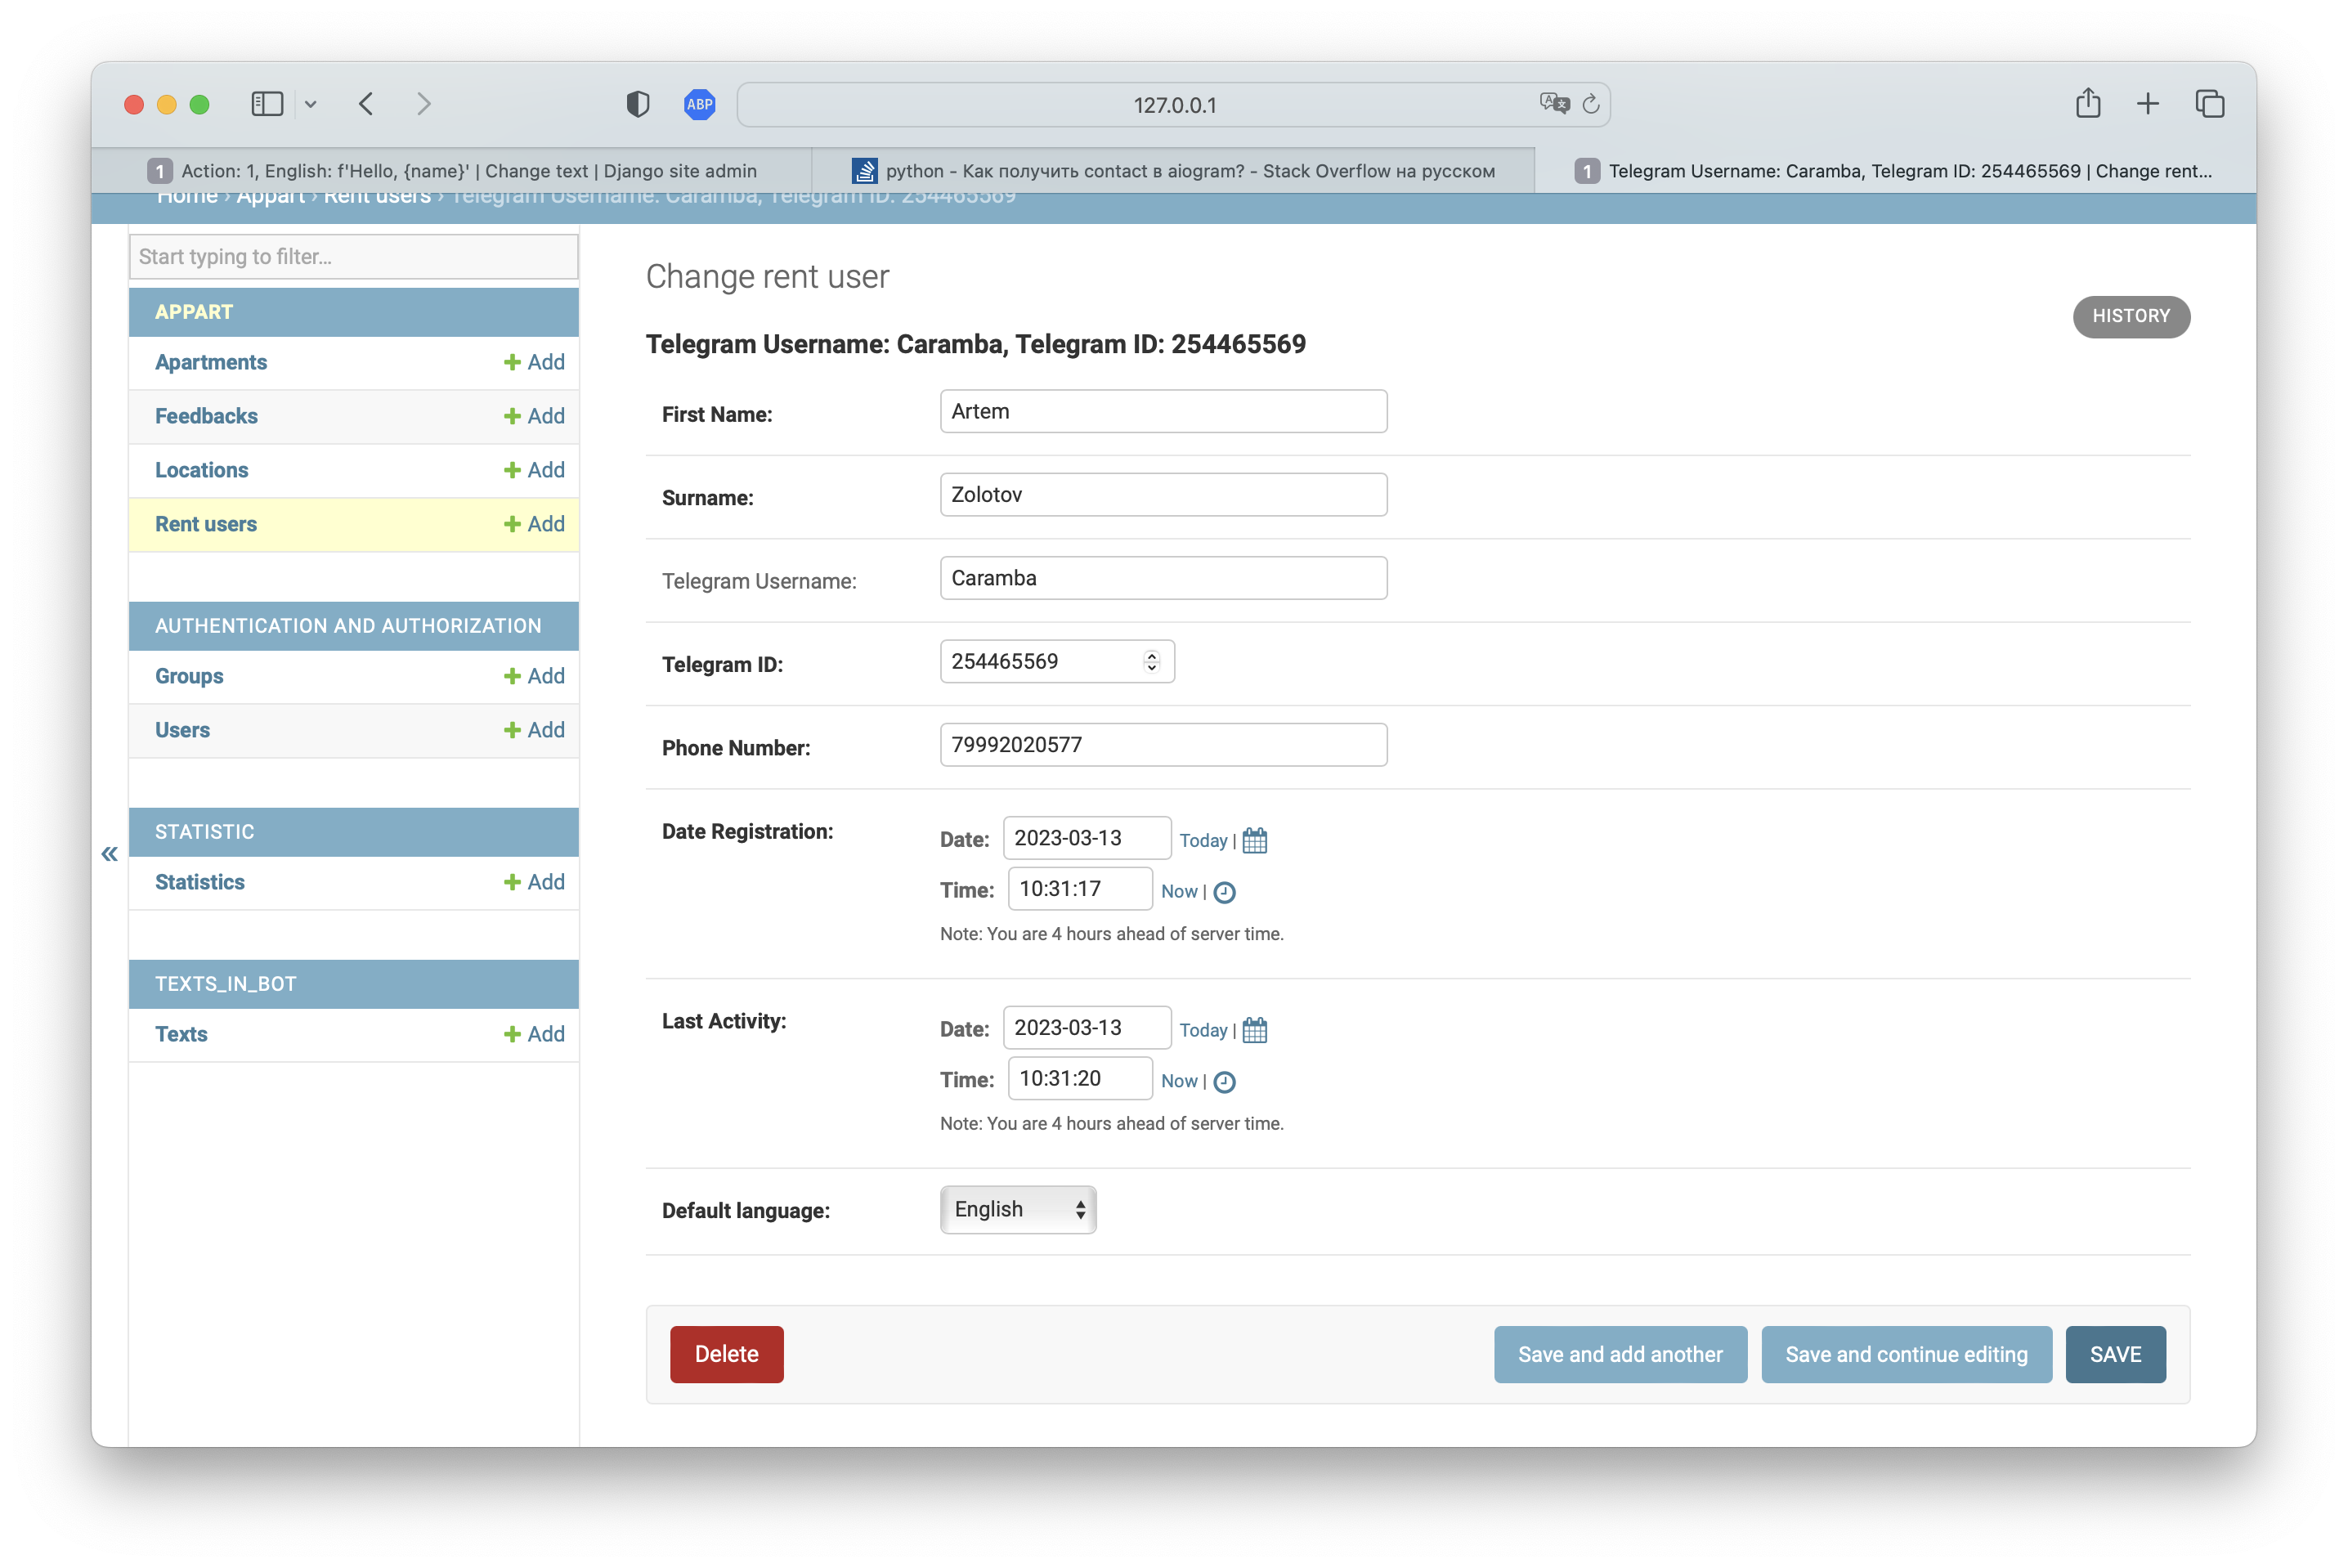 ABP
127.0.0.1
1 Action: 1, English: f'Hello, {name}' | Change text | Django site admin
python - Как получить contact в aiogram? - Stack Overflow на русском
1 Telegram Username: Caramba, Telegram ID: 254465569 | Change rent...
Home › Appart › Rent users › Telegram Username: Caramba, Telegram ID: 254465569
Start typing to filter...
APPART
Apartments Add
Feedbacks Add
Locations Add
Rent users Add
AUTHENTICATION AND AUTHORIZATION
Groups Add
Users Add
STATISTIC
Statistics Add
TEXTS_IN_BOT
Texts Add
«
Change rent user
HISTORY
Telegram Username: Caramba, Telegram ID: 254465569
First Name: Artem
Surname: Zolotov
Telegram Username: Caramba
Telegram ID: 254465569
Phone Number: 79992020577
Date Registration: Date: 2023-03-13 Today |
Time: 10:31:17 Now |
Note: You are 4 hours ahead of server time.
Last Activity: Date: 2023-03-13 Today |
Time: 10:31:20 Now |
Note: You are 4 hours ahead of server time.
Default language: English
Delete Save and add another Save and continue editing SAVE